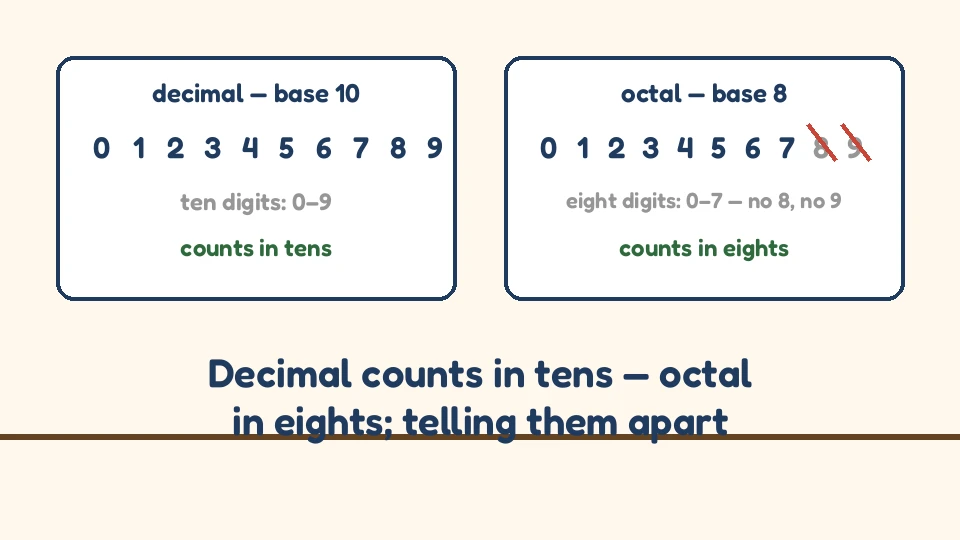 decimal – base 10
0 1 2 3 4 5 6 7 8 9
ten digits: 0–9
counts in tens
octal – base 8
0 1 2 3 4 5 6 7 8 9
eight digits: 0–7 – no 8, no 9
counts in eights
Decimal counts in tens – octal
in eights; telling them apart